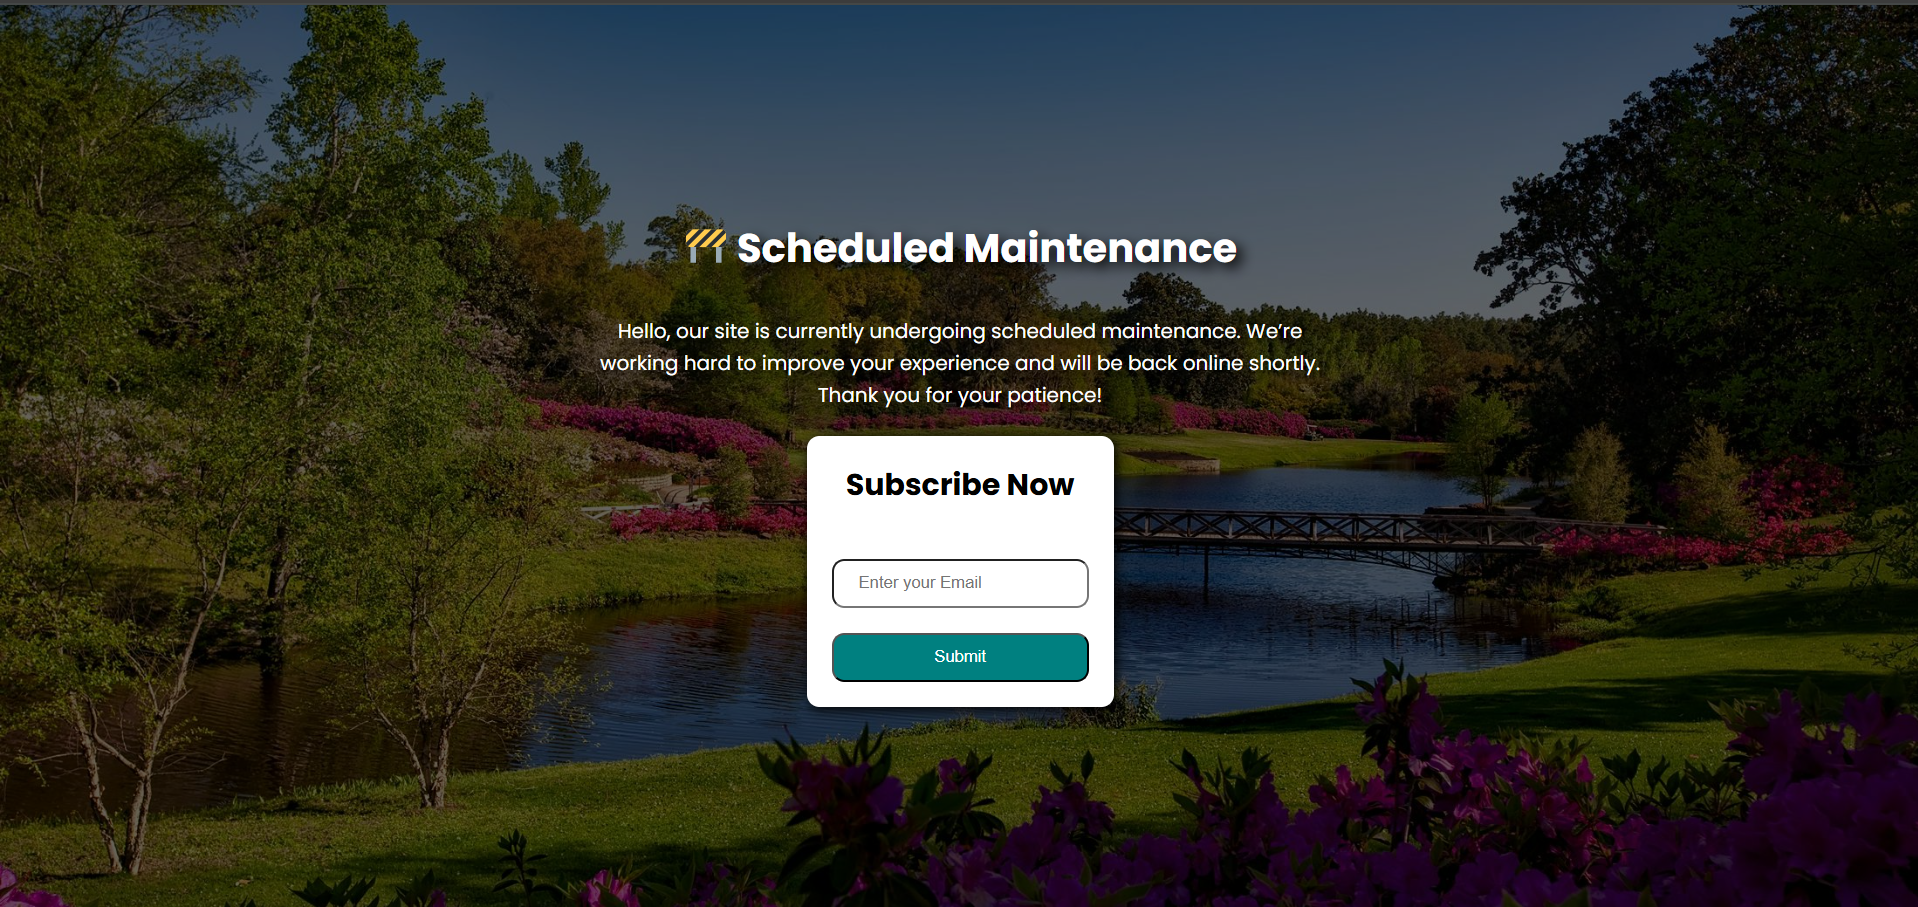 🚧 Scheduled Maintenance
Hello, our site is currently undergoing scheduled maintenance. We’re
working hard to improve your experience and will be back online shortly.
Thank you for your patience!
Subscribe Now
Enter your Email
Submit